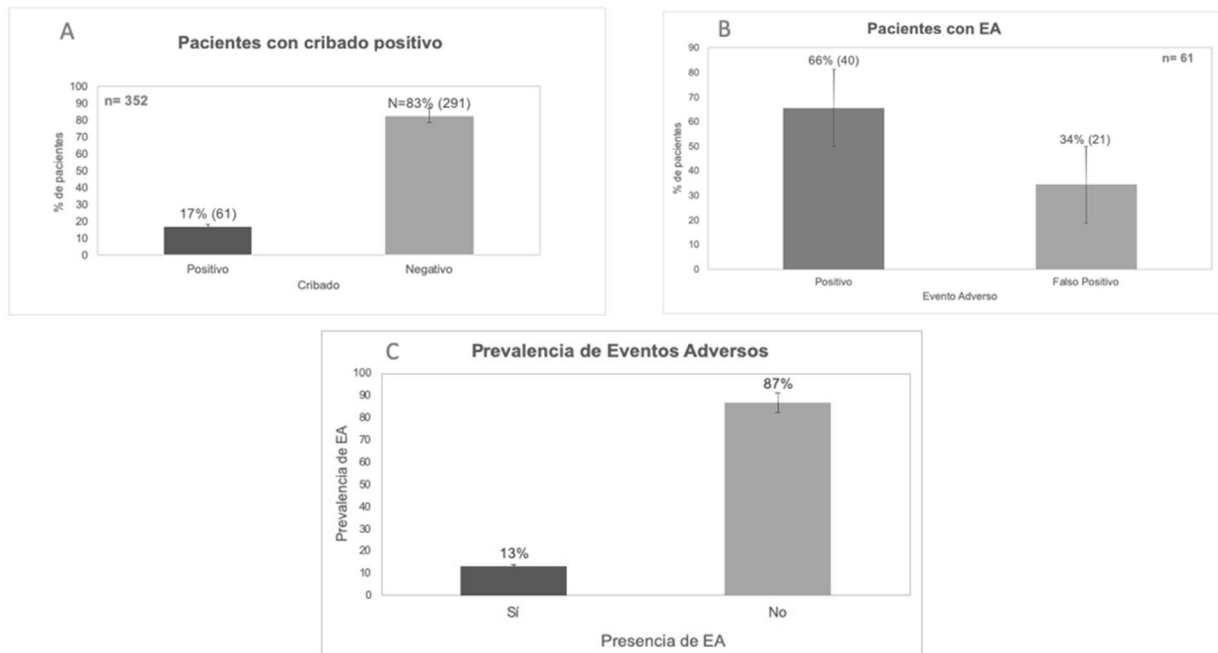 A
Pacientes con cribado positivo
n= 352
100
90
80
70
60
50
40
30
20
10
0
% de pacientes
17% (61)
N=83% (291)
Positivo
Negativo
Cribado
B
Pacientes con EA
n= 61
90
80
70
60
50
40
30
20
10
0
% de pacientes
66% (40)
34% (21)
Positivo
Falso Positivo
Evento Adverso
C
Prevalencia de Eventos Adversos
100
90
80
70
60
50
40
30
20
10
0
Prevalencia de EA
13%
87%
Sí
No
Presencia de EA